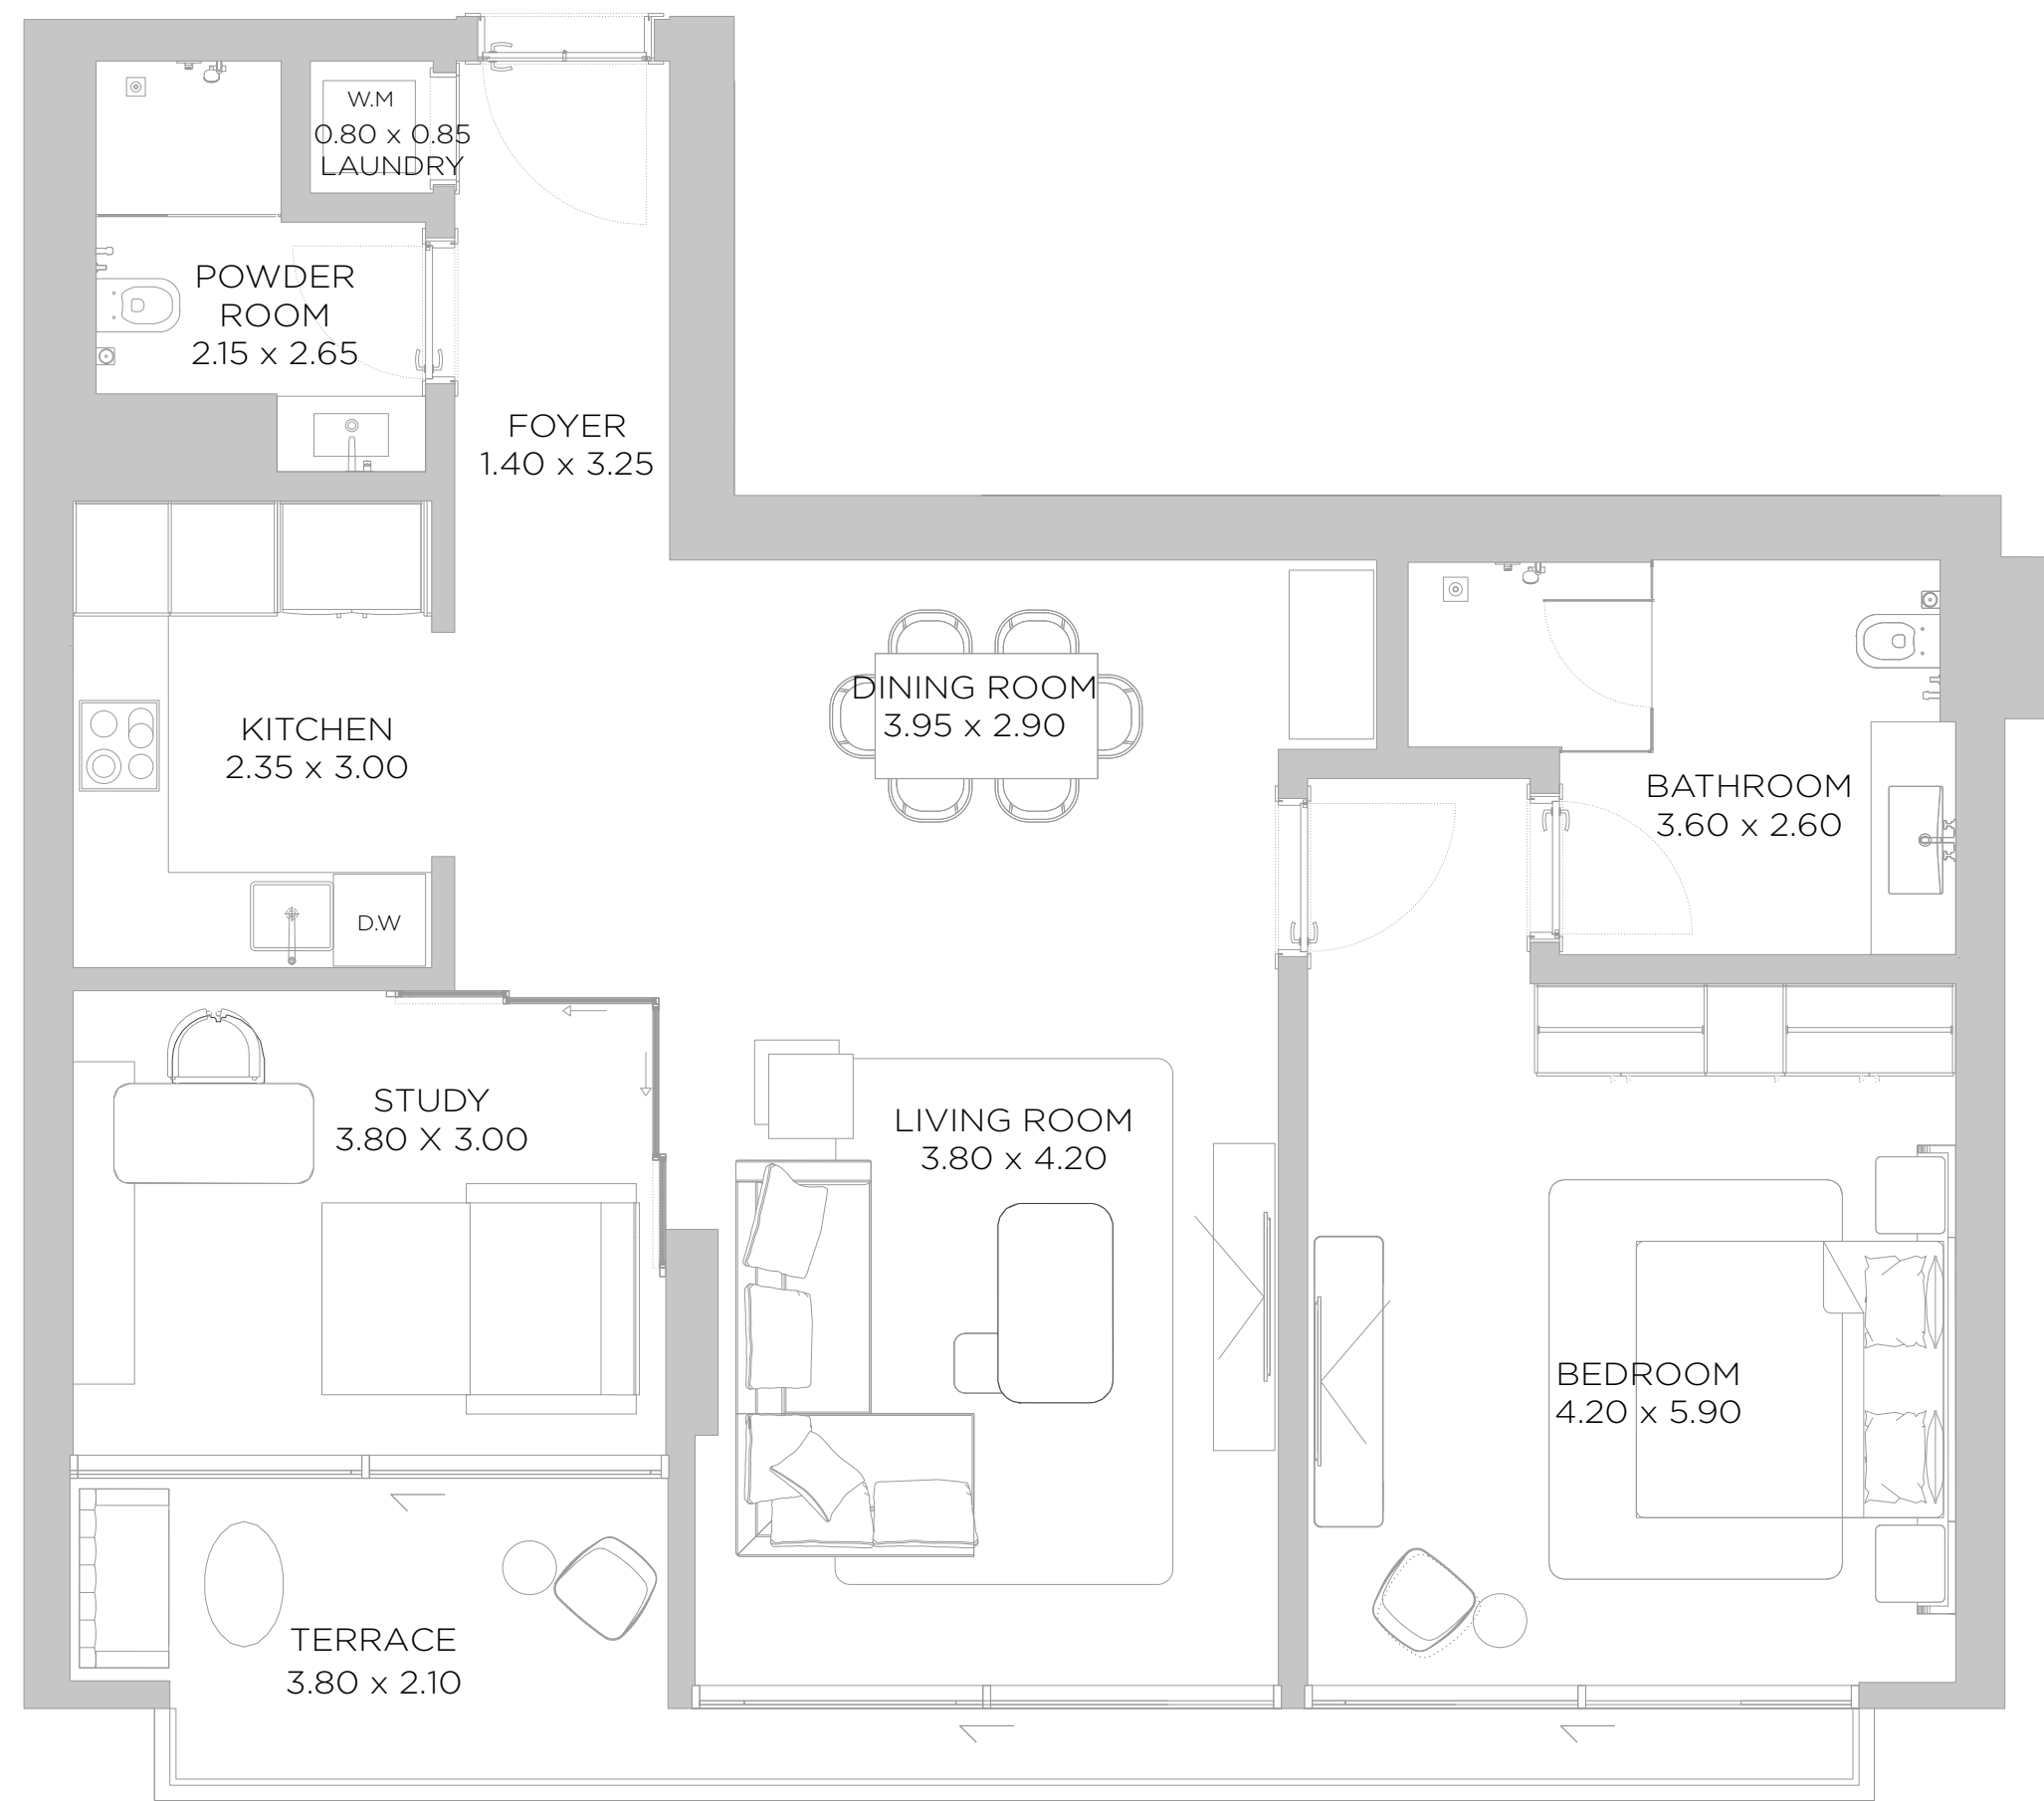 W.M
0.80 x 0.85
LAUNDRY
POWDER
ROOM
2.15 x 2.65
FOYER
1.40 x 3.25
DINING ROOM
3.95 x 2.90
KITCHEN
2.35 x 3.00
BATHROOM
3.60 x 2.60
D.W
STUDY
3.80 X 3.00
LIVING ROOM
3.80 x 4.20
BEDROOM
4.20 x 5.90
TERRACE
3.80 x 2.10